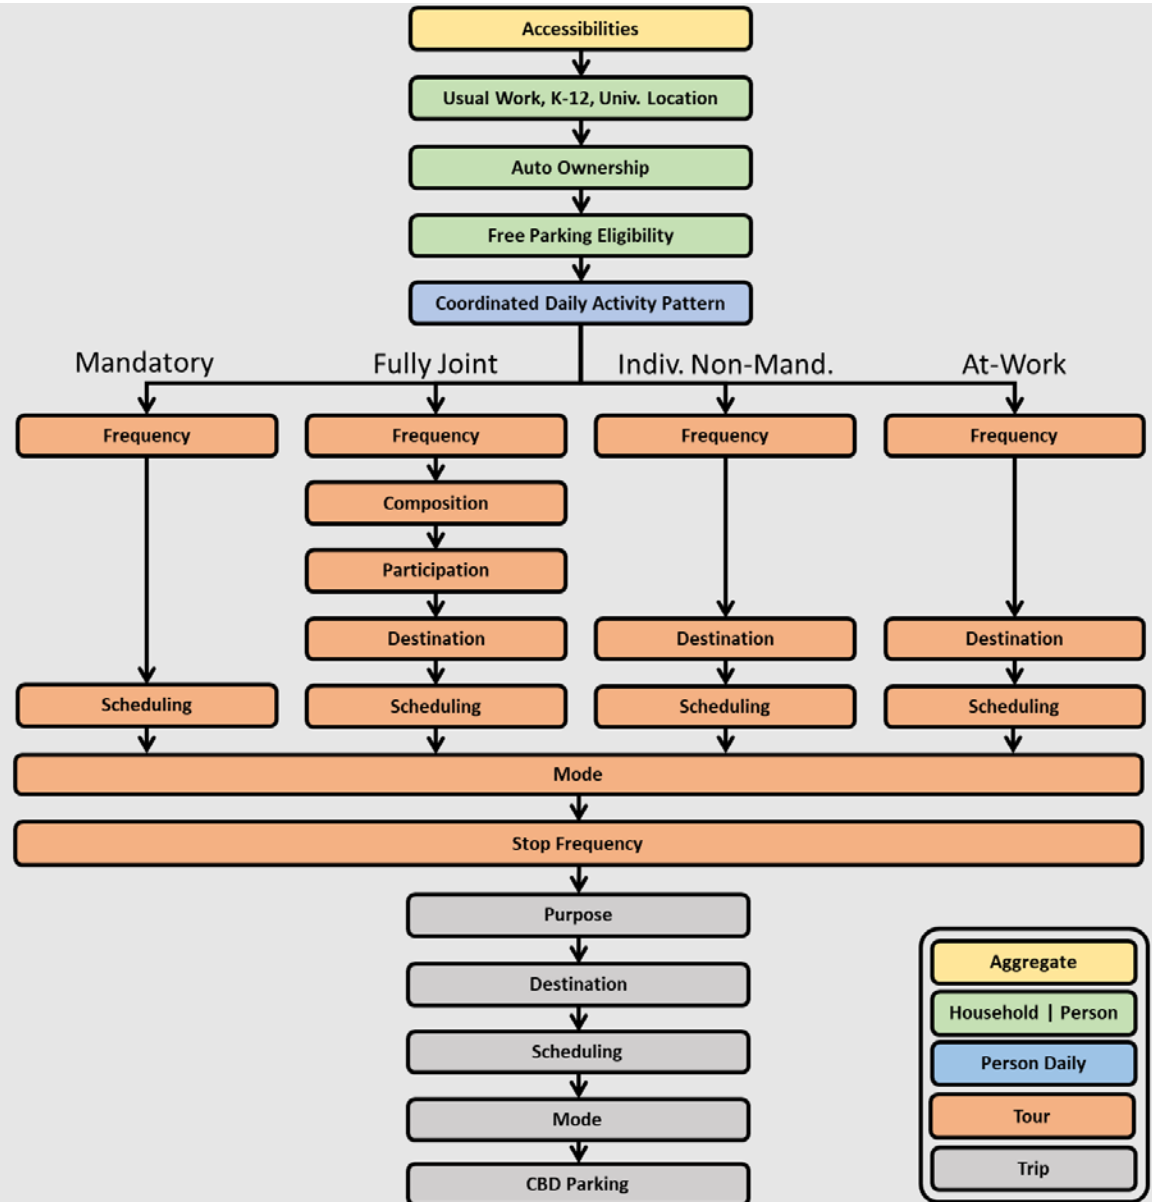 Accessibilities
Usual Work, K-12, Univ. Location
Auto Ownership
Free Parking Eligibility
Coordinated Daily Activity Pattern
Mandatory
Fully Joint
Indiv. Non-Mand.
At-Work
Frequency
Frequency
Frequency
Frequency
Composition
Participation
Destination
Destination
Destination
Scheduling
Scheduling
Scheduling
Scheduling
Mode
Stop Frequency
Purpose
Destination
Scheduling
Mode
CBD Parking
Aggregate
Household | Person
Person Daily
Tour
Trip